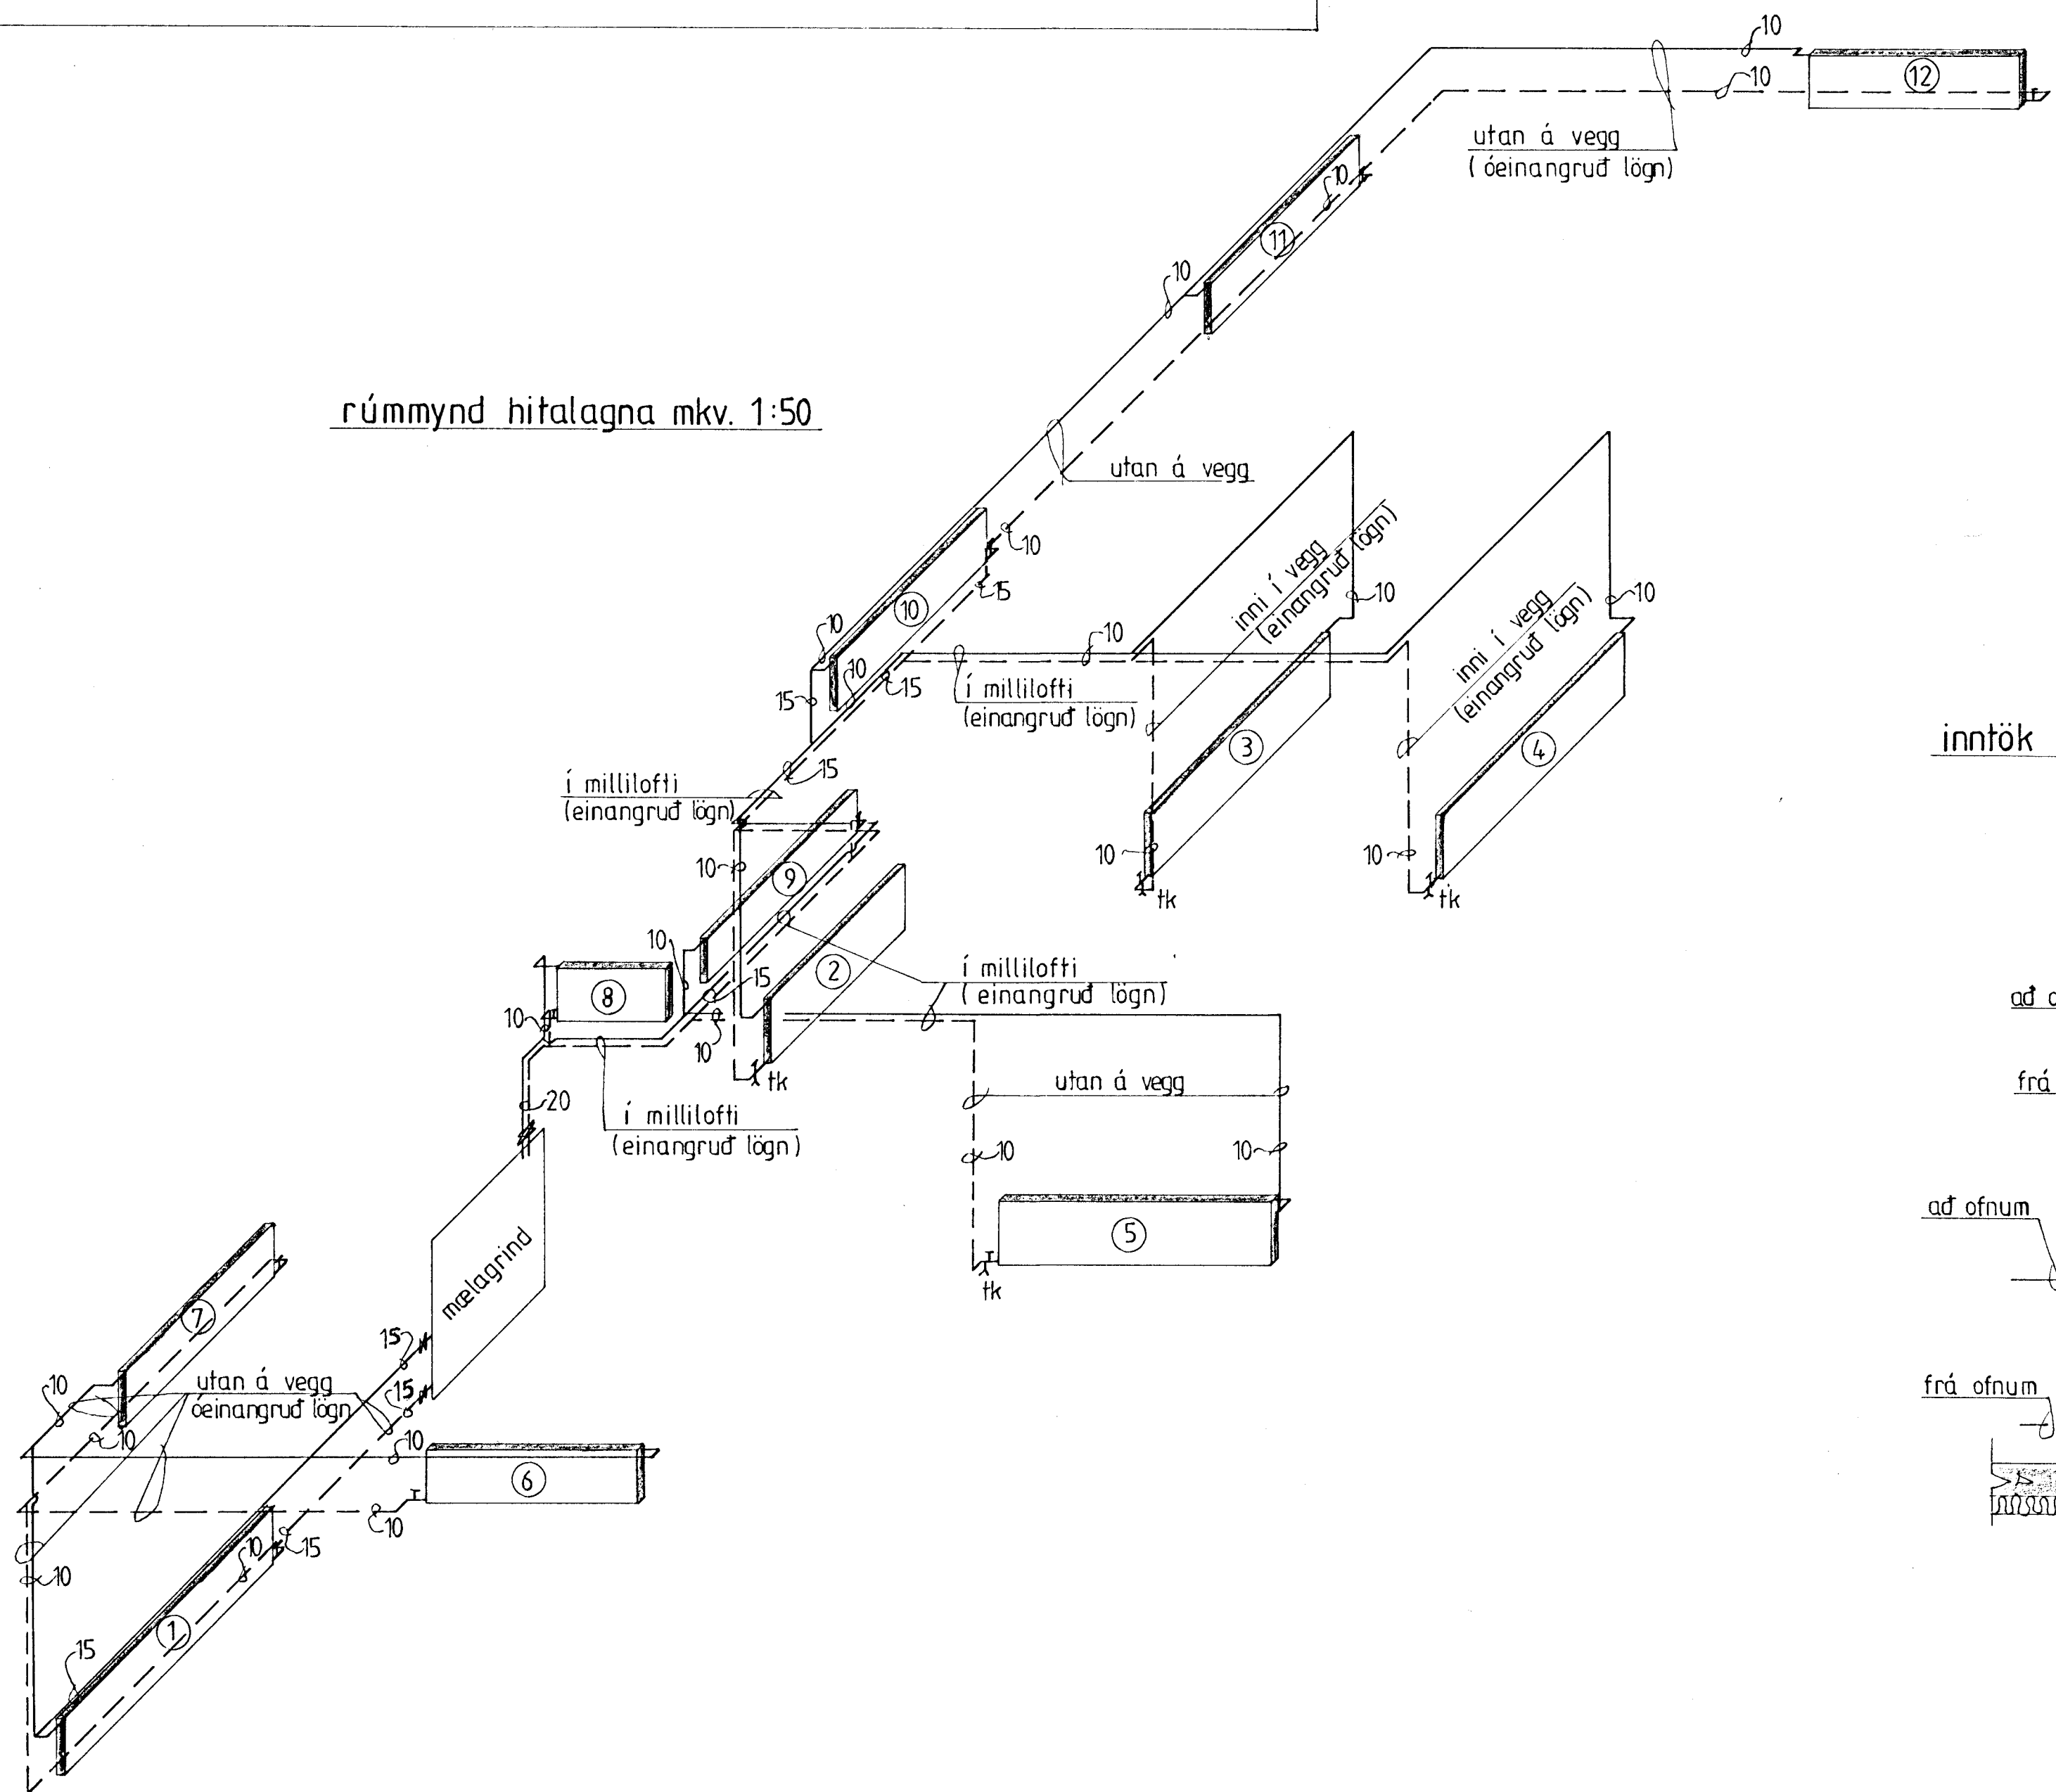 10
10
12
utan á vegg
(óeinangruð lögn)
10
11
10
rúmmynd hitalagna mkv. 1:50
utan á vegg
10
15
10
10
10
15
15
10
í millilofti
(einangruð lögn)
inni í vegg
(einangruð lögn)
10
inni í vegg
(einangruð lögn)
10
3
4
inntök
15
í millilofti
(einangruð lögn)
10
9
10
tk
10
tk
10
2
15
í millilofti
(einangruð lögn)
8
10
10
tk
20
í millilofti
(einangruð lögn)
utan á vegg
10
10
5
tk
að o
frá
að ofnum
frá ofnum
mælagrind
7
15
15
10
utan á vegg
óeinangruð lögn
10
10
6
10
15
10
10
1
15